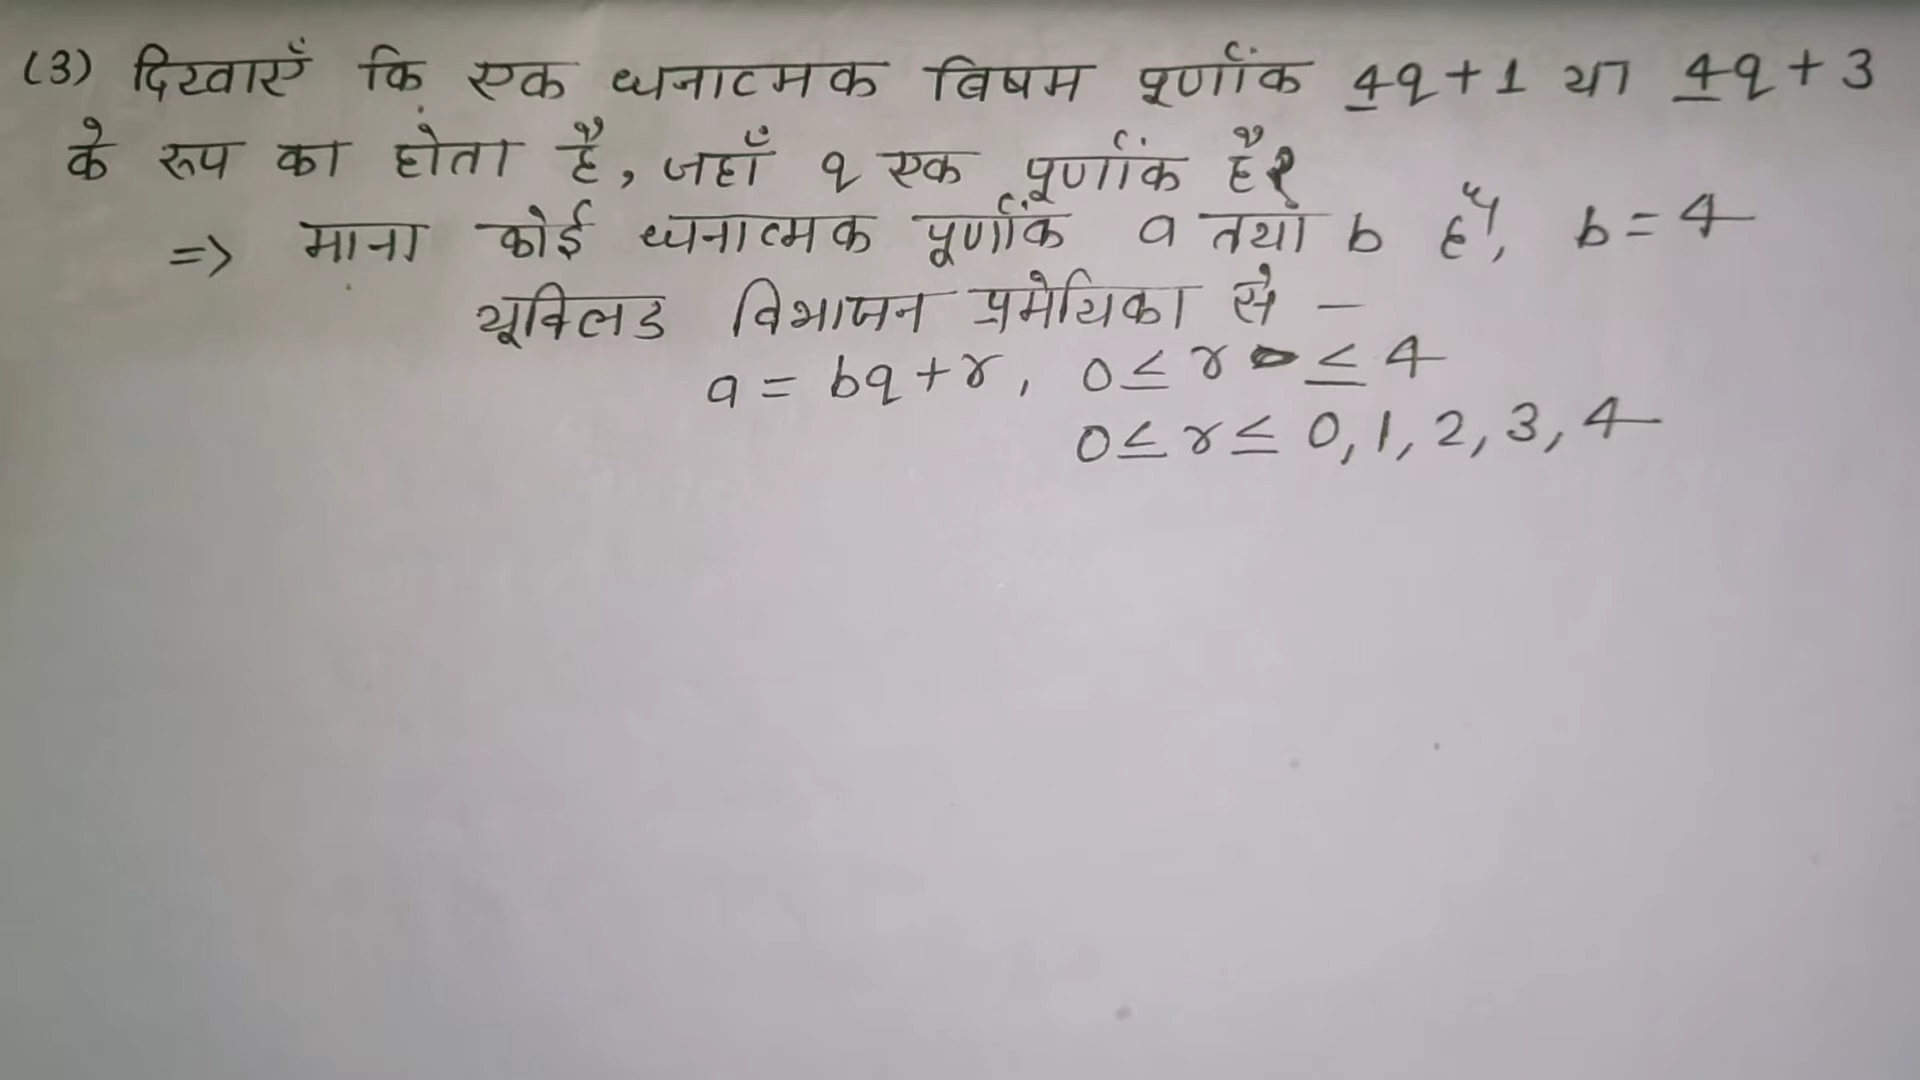 (3) दिखाएँ कि एक धनात्मक विषम पूर्णांक 4q+1 या 4q+3
के रूप का होता है, जहाँ q एक पूर्णांक है?
=> माना कोई धनात्मक पूर्णांक a तथा b हैं, b=4
यूक्लिड विभाजन प्रमेयिका से –
a = bq+r, 0≤r ≤4
0≤r≤ 0,1,2,3,4